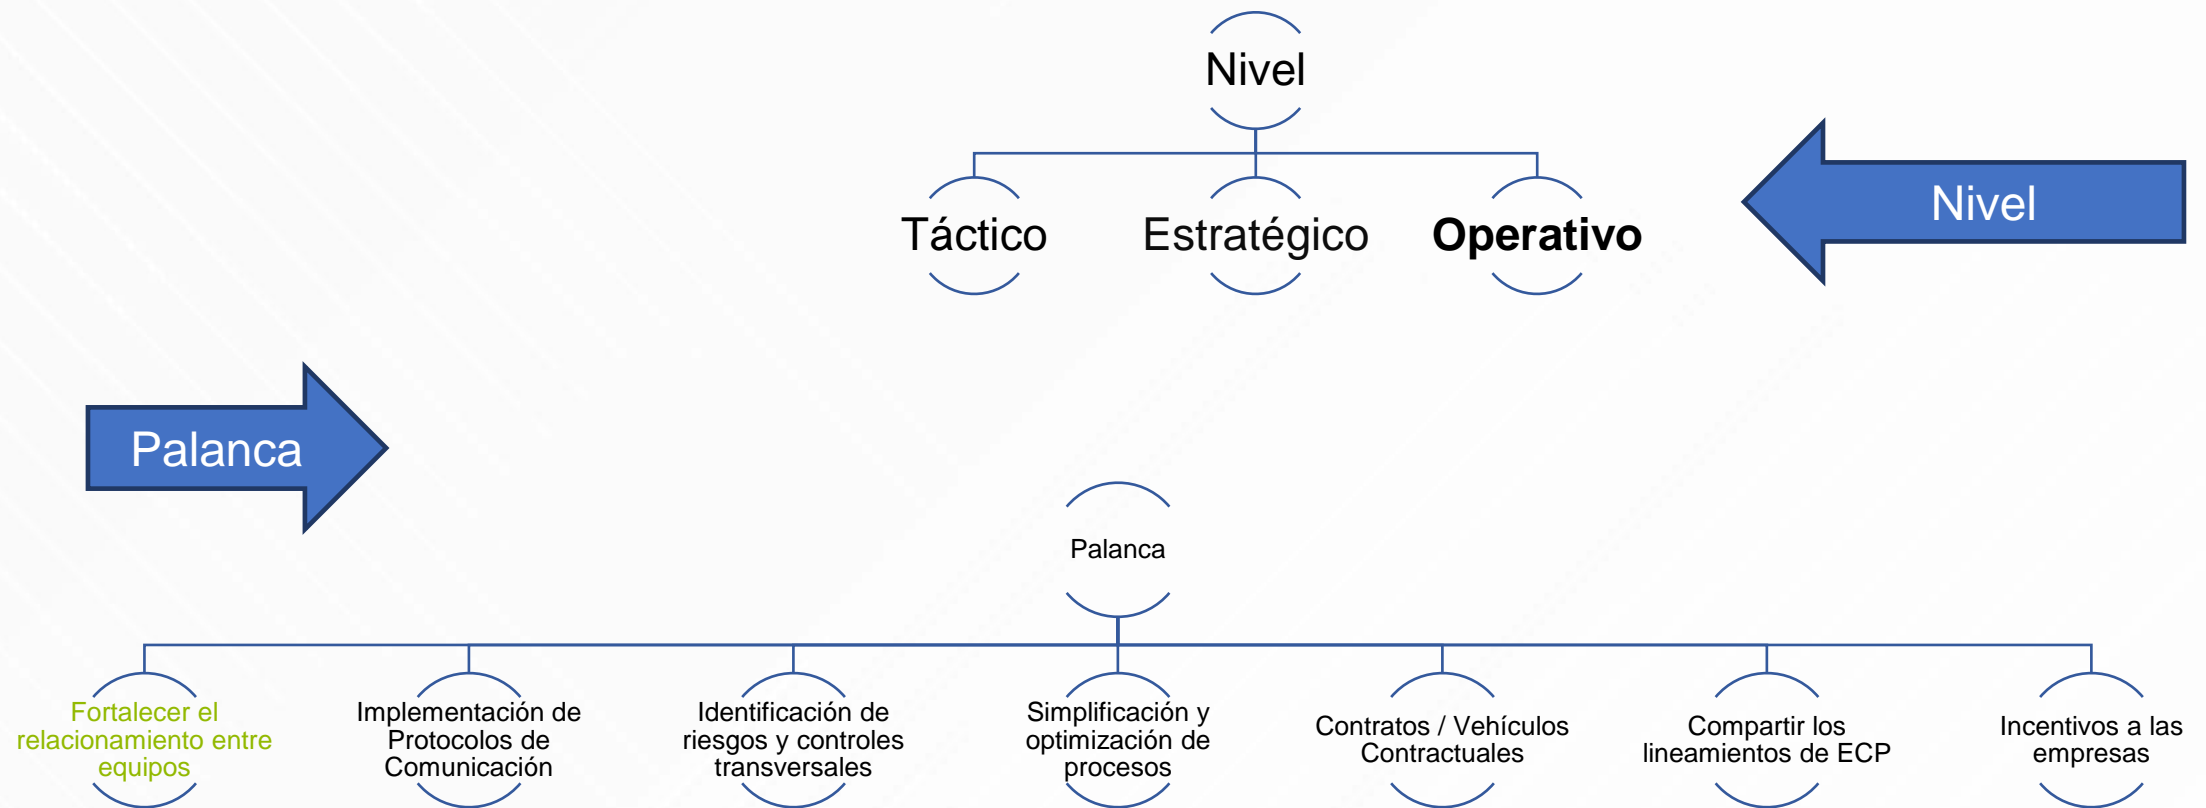 Nivel
Táctico
Estratégico
Operativo
Nivel
Palanca
Palanca
Fortalecer el
relacionamiento entre
equipos
Implementación de
Protocolos de
Comunicación
Identificación de
riesgos y controles
transversales
Simplificación y
optimización de
procesos
Contratos / Vehículos
Contractuales
Compartir los
lineamientos de ECP
Incentivos a las
empresas